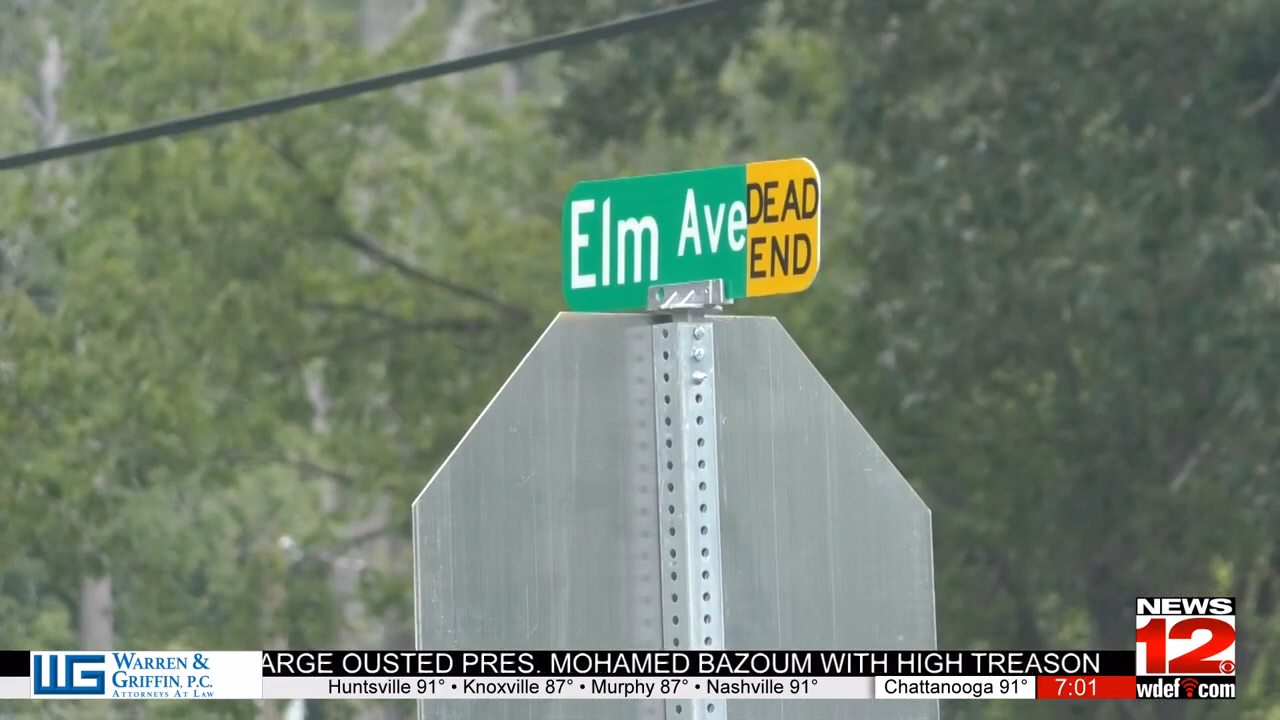 Elm Ave
DEAD
END
NEWS
12
wdef.com
WARREN &
GRIFFIN, P.C.
ATTORNEYS AT LAW
ARGE OUSTED PRES. MOHAMED BAZOUM WITH HIGH TREASON
Huntsville 91° • Knoxville 87° • Murphy 87° • Nashville 91°
Chattanooga 91°
7:01